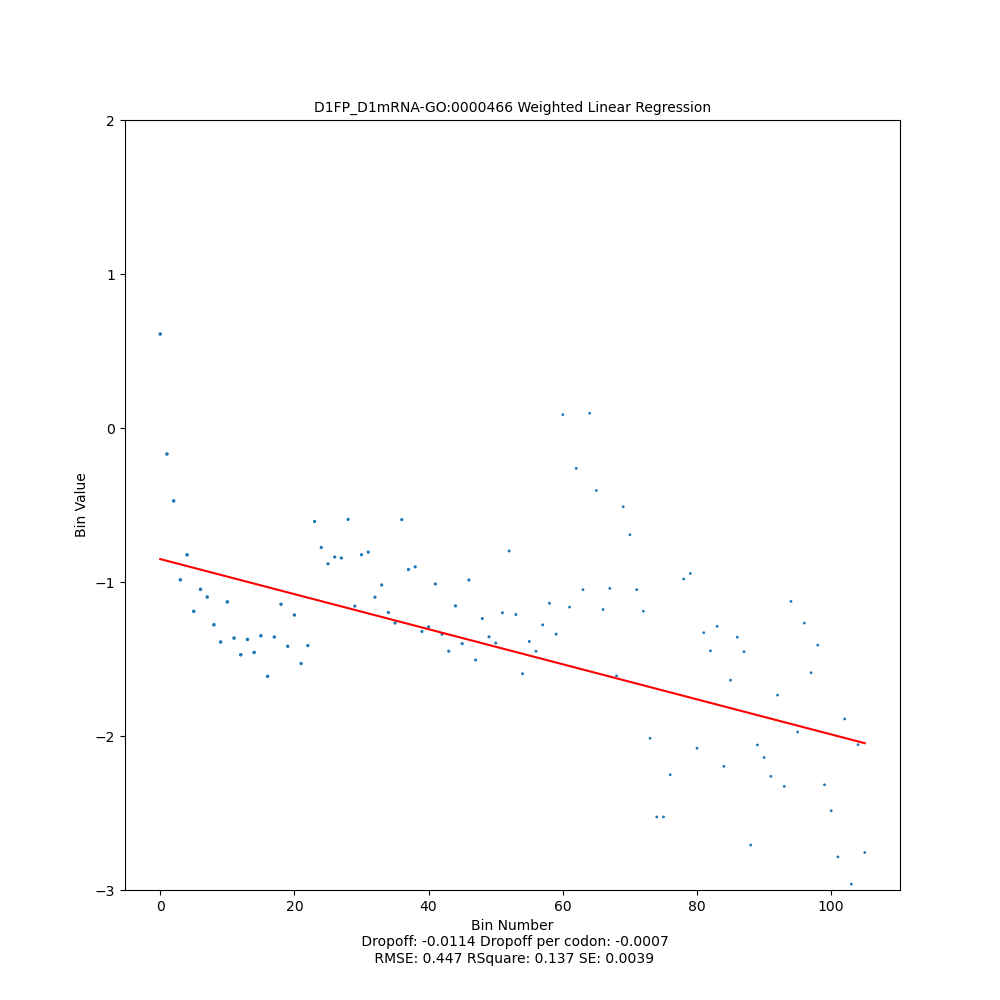 D1FP_D1mRNA-GO:0000466 Weighted Linear Regression
2
1
0
−1
−2
−3
Bin Value
0 20 40 60 80 100
Bin Number
Dropoff: -0.0114 Dropoff per codon: -0.0007
RMSE: 0.447 RSquare: 0.137 SE: 0.0039